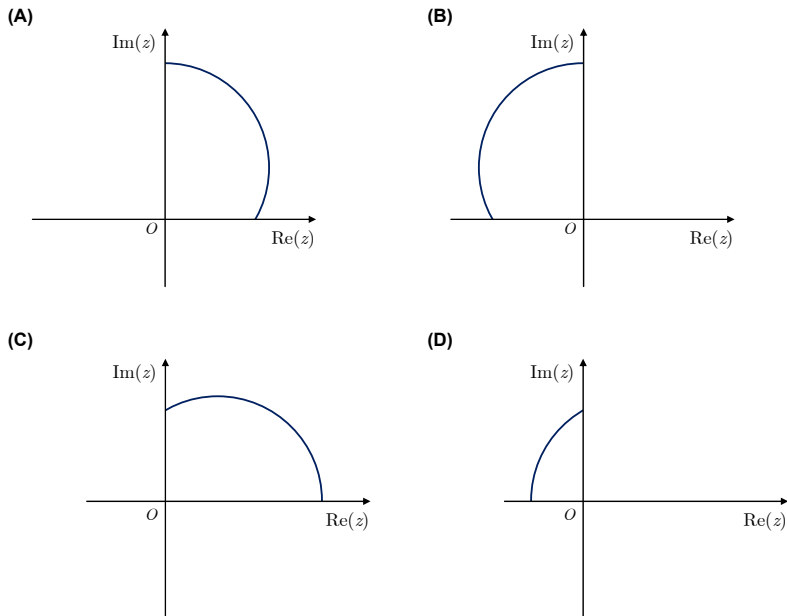 (A)
Im(z)
O
Re(z)
(B)
Im(z)
O
Re(z)
(C)
Im(z)
O
Re(z)
(D)
Im(z)
O
Re(z)